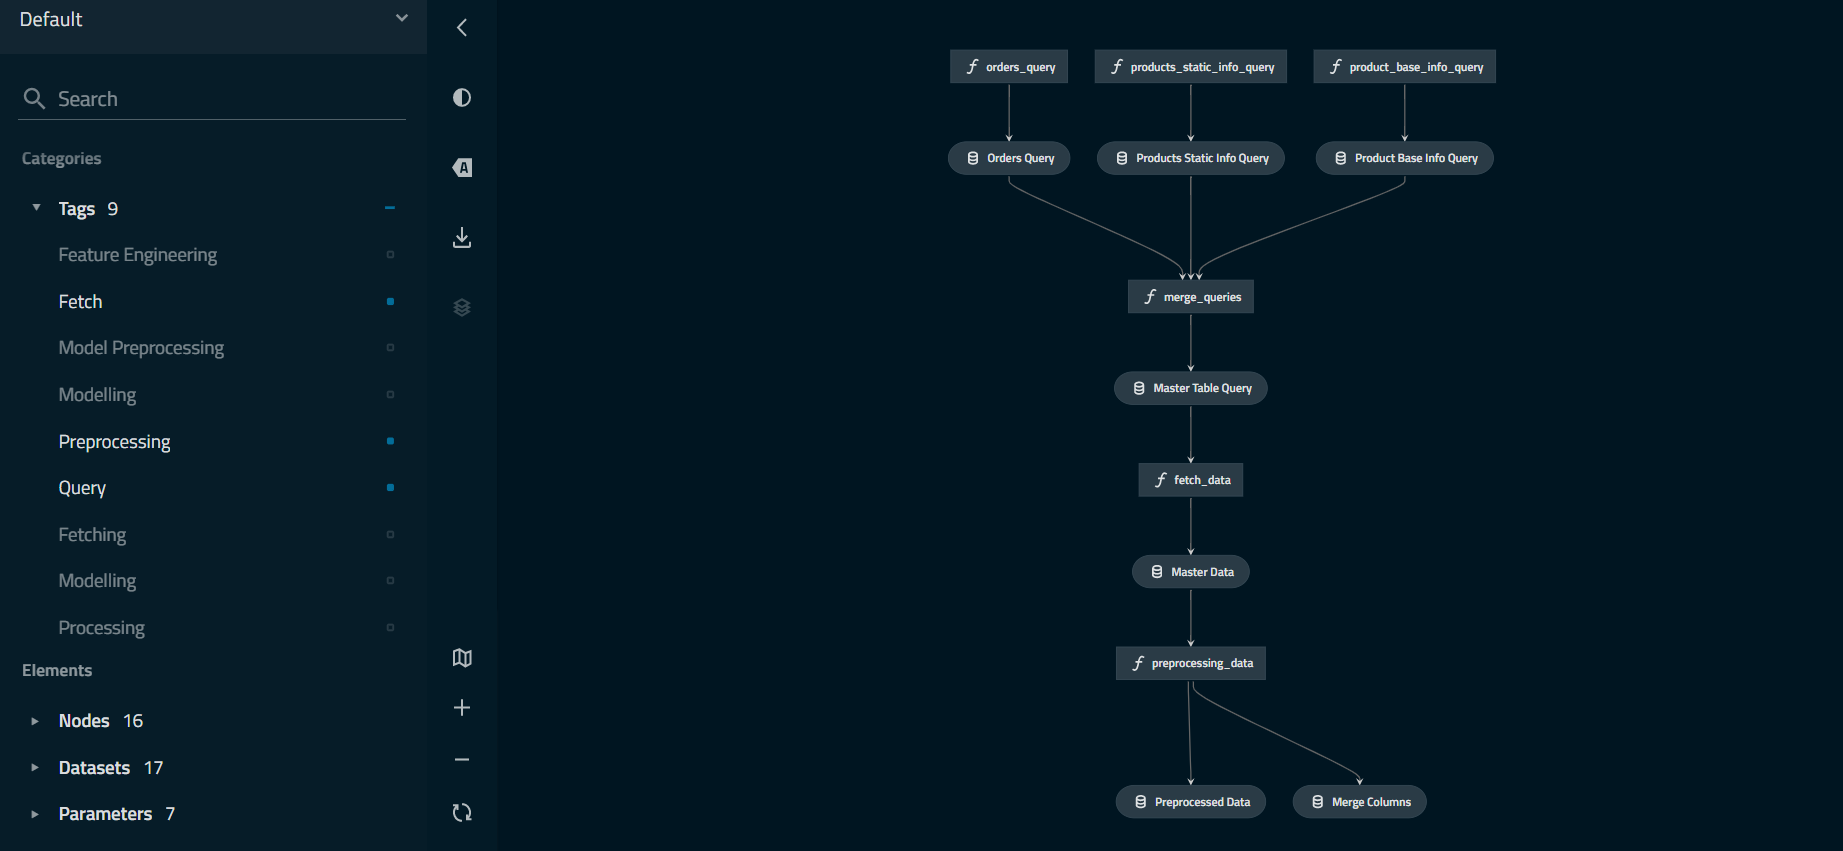 Default
Search
Categories
Tags 9
Feature Engineering
Fetch
Model Preprocessing
Modelling
Preprocessing
Query
Fetching
Modelling
Processing
Elements
Nodes 16
Datasets 17
Parameters 7
A
orders_query
products_static_info_query
product_base_info_query
Orders Query
Products Static Info Query
Product Base Info Query
merge_queries
Master Table Query
fetch_data
Master Data
preprocessing_data
Preprocessed Data
Merge Columns